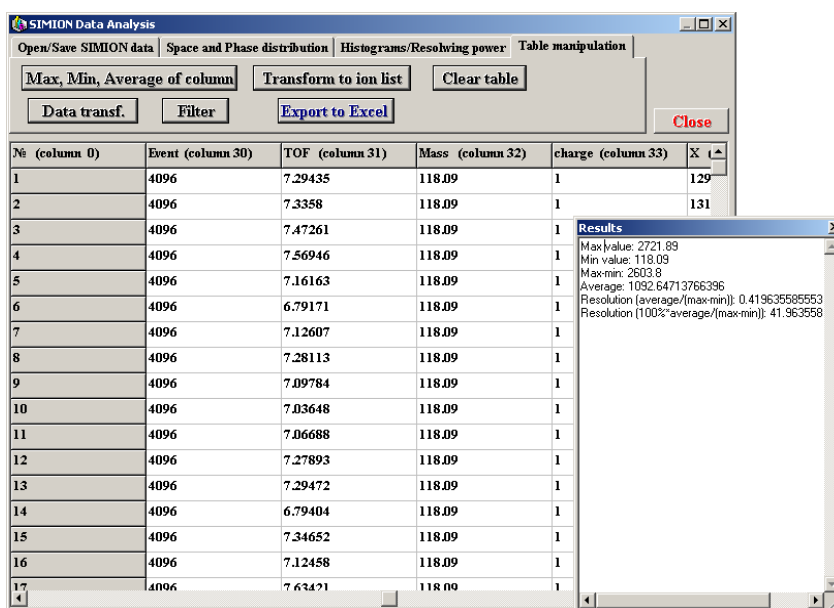 SIMION Data Analysis
Open/Save SIMION data Space and Phase distribution Histograms/Resolwing power Table manipulation
Max, Min, Average of column Transform to ion list Clear table
Data transf. Filter Export to Excel
Close
№ (column 0) Event (column 30) TOF (column 31) Mass (column 32) charge (column 33) X (
1 4096 7.29435 118.09 1 129
2 4096 7.3358 118.09 1 131
3 4096 7.47261 118.09 1
4 4096 7.56946 118.09 1
5 4096 7.16163 118.09 1
6 4096 6.79171 118.09 1
7 4096 7.12607 118.09 1
8 4096 7.28113 118.09 1
9 4096 7.09784 118.09 1
10 4096 7.03648 118.09 1
11 4096 7.06688 118.09 1
12 4096 7.27893 118.09 1
13 4096 7.29472 118.09 1
14 4096 6.79404 118.09 1
15 4096 7.34652 118.09 1
16 4096 7.12458 118.09 1
17 4096 7.63421 118.09 1
Results
Max value: 2721.89
Min value: 118.09
Max-min: 2603.8
Average: 1092.64713766396
Resolution (average/(max-min)): 0.419635585553
Resolution (100%*average/(max-min)): 41.963558